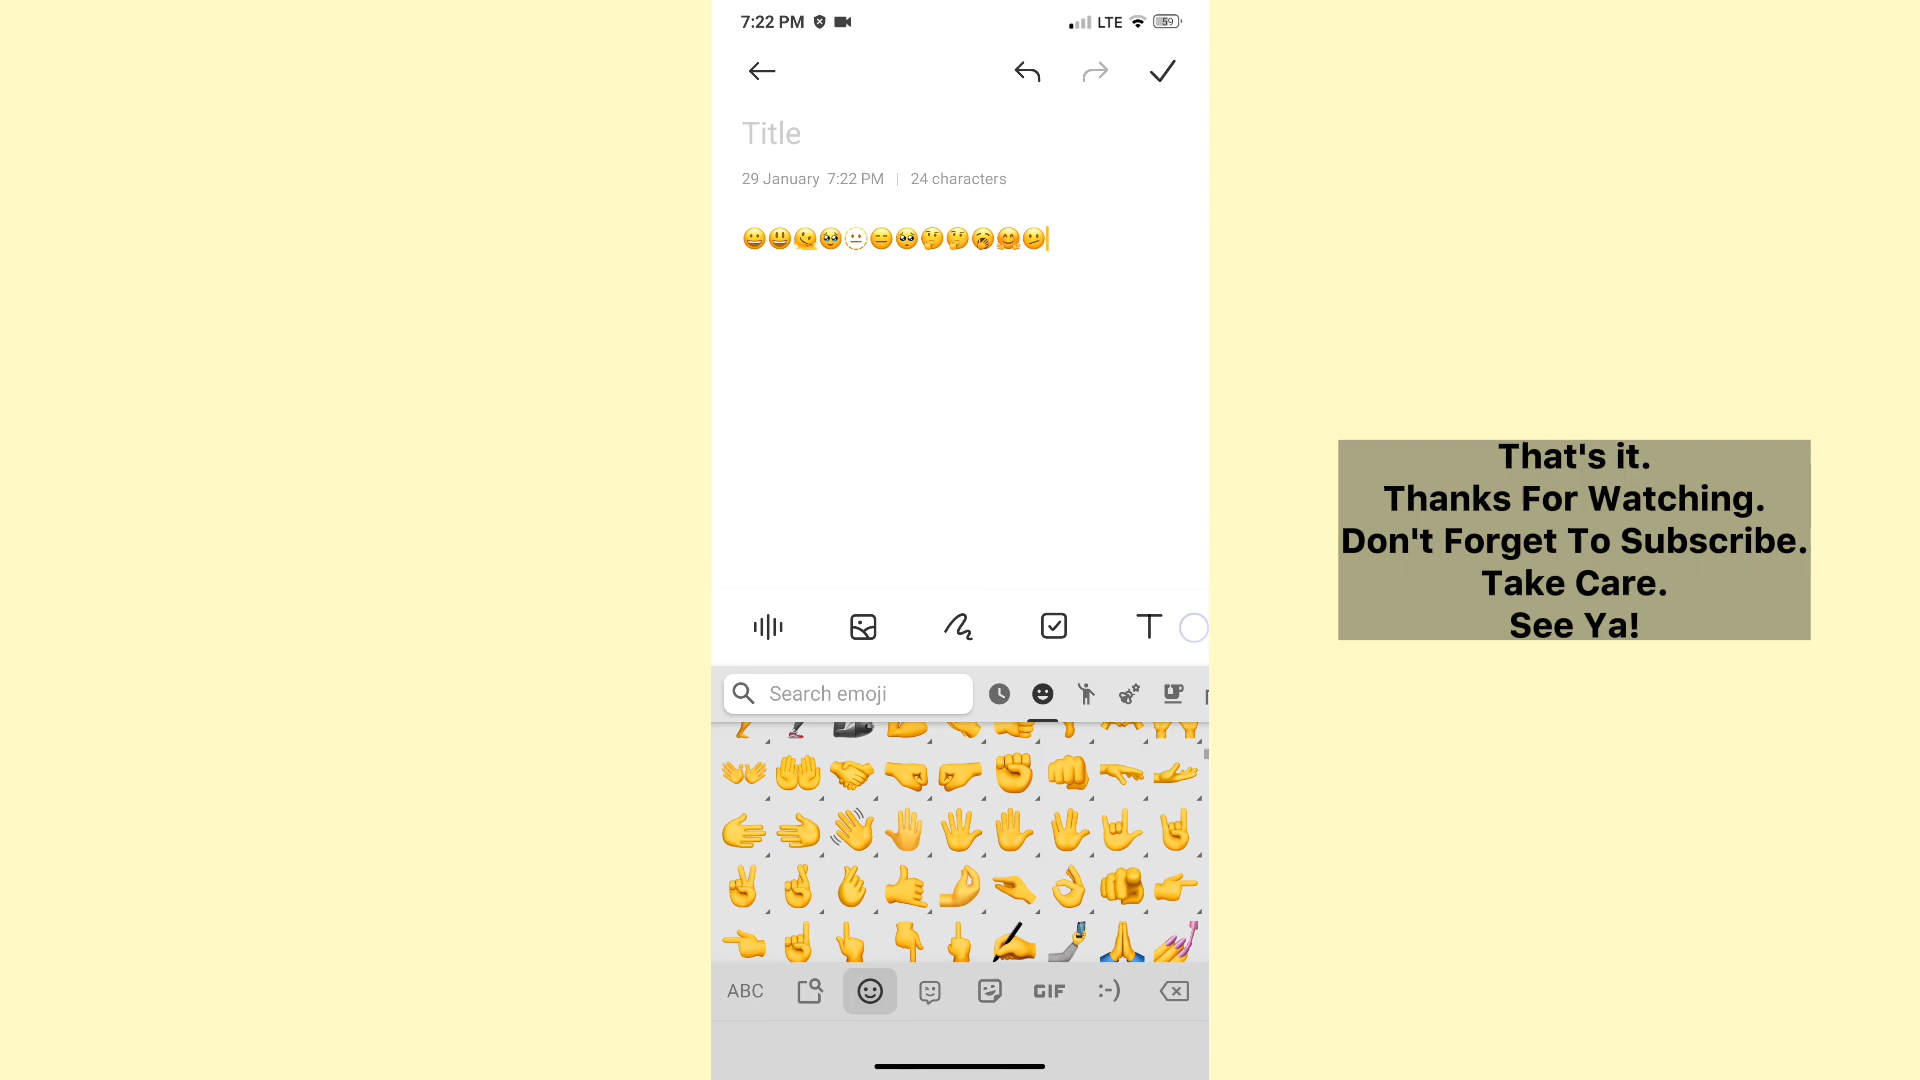 7:22 PM
LTE
59
Title
29 January 7:22 PM | 24 characters
😀😃🫠🥹🫥😑🥺🤔🤔🥱🤗🫤
T
Search emoji
ABC
GIF
:-)
That's it.
Thanks For Watching.
Don't Forget To Subscribe.
Take Care.
See Ya!